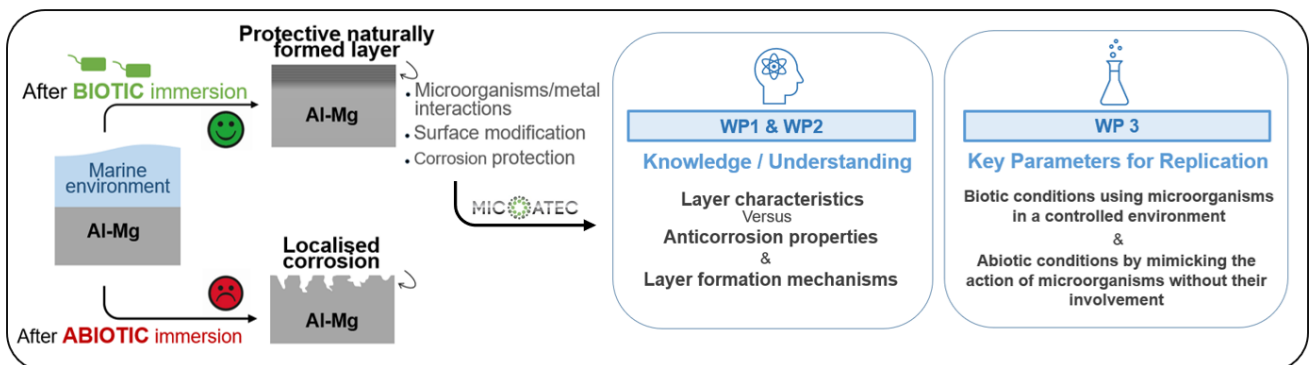 Protective naturally
formed layer
After BIOTIC immersion
Al-Mg
• Microorganisms/metal
interactions
• Surface modification
• Corrosion protection
Marine
environment
Al-Mg
MICOATEC
Localised
corrosion
Al-Mg
After ABIOTIC immersion
WP1 & WP2
Knowledge / Understanding
Layer characteristics
Versus
Anticorrosion properties
&
Layer formation mechanisms
WP 3
Key Parameters for Replication
Biotic conditions using microorganisms
in a controlled environment
&
Abiotic conditions by mimicking the
action of microorganisms without their
involvement